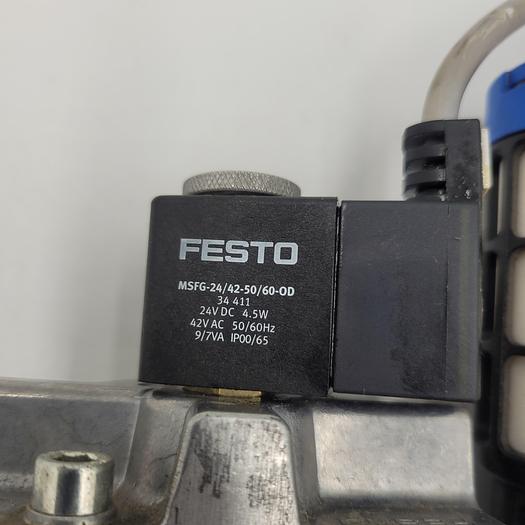 FESTO
MSFG-24/42-50/60-OD
34 411
24V DC 4.5W
42V AC 50/60Hz
9/7VA IP00/65